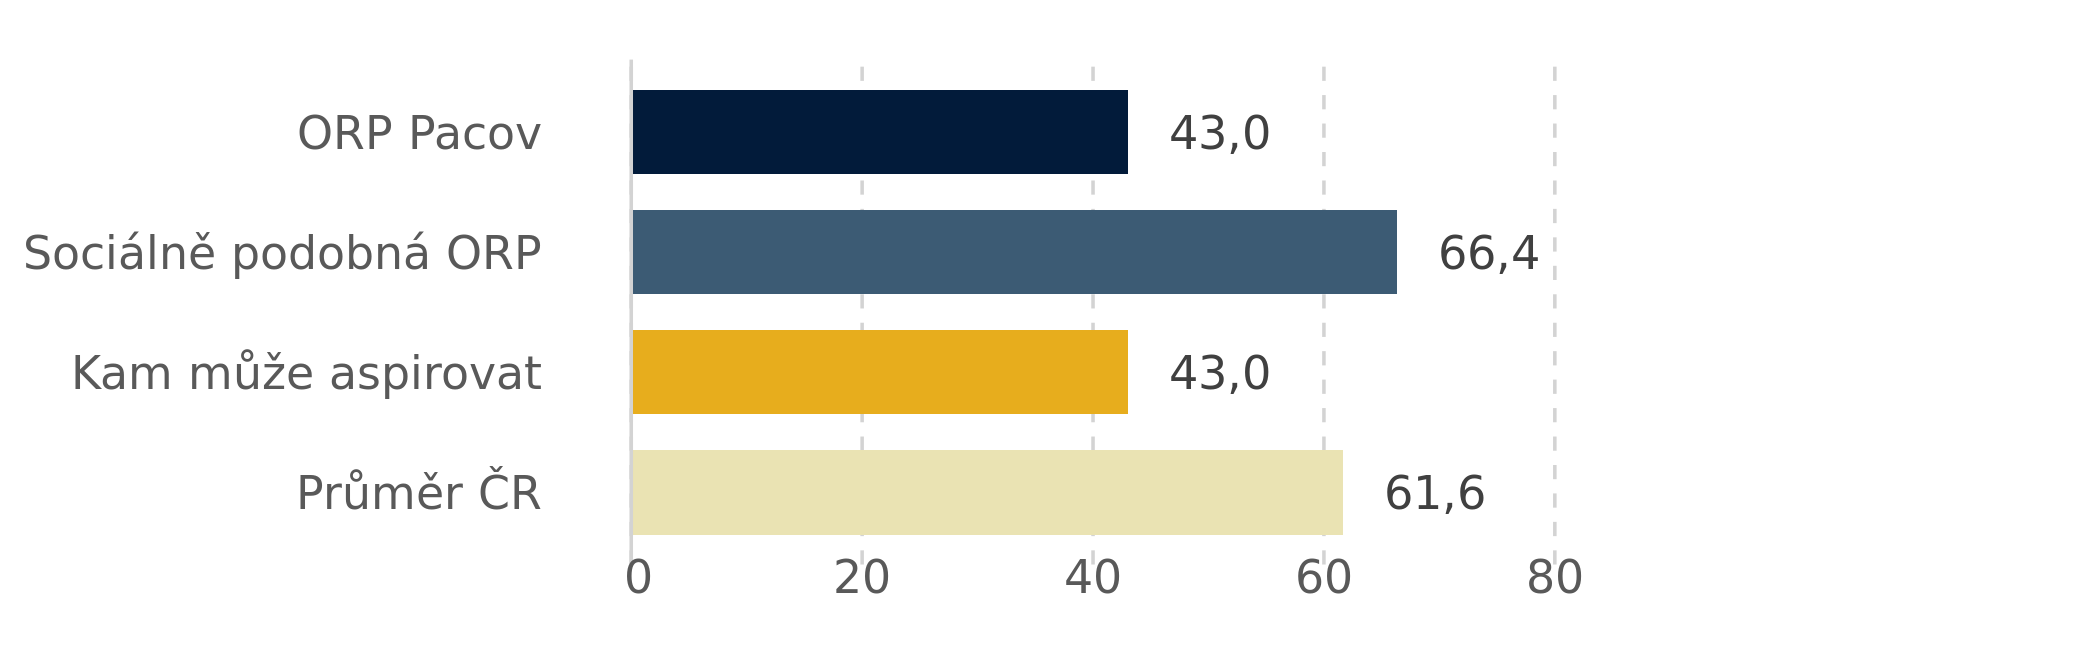 ORP Pacov
43,0
Sociálně podobná ORP
66,4
Kam může aspirovat
43,0
Průměr ČR
61,6
0 20 40 60 80